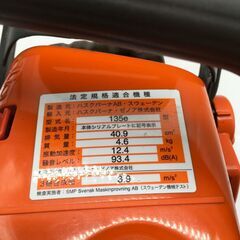 法定規格適合機種
製造元：ハスクバーナAB・スウェーデン
ハスクバーナ・ゼノア株式会社
型式 135e
製造年月 本体シリアルプレートに記号表示
排気量 40.9 cm³
質量 4.6 kg
振動加速度 12.4 m/s²
騒音レベル 93.4 dB(A)
3.9 m/s²
検査実施者：SMP Svensk Maskinprovning AB（スウェーデン機械テスト）